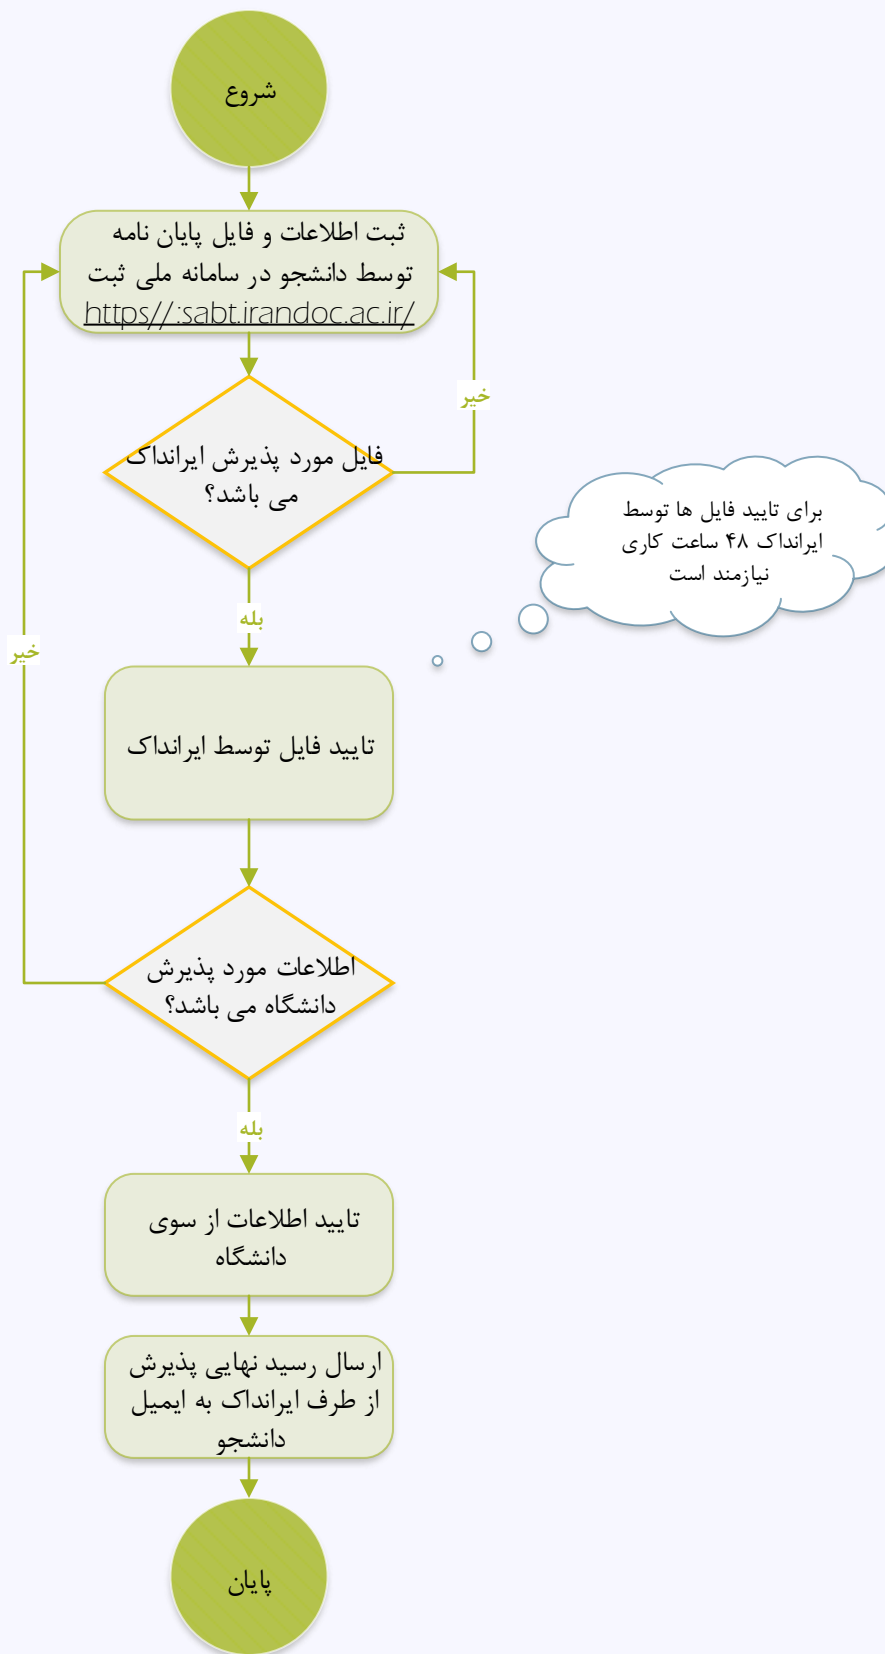 شروع
ثبت اطلاعات و فایل پایان نامه
توسط دانشجو در سامانه ملی ثبت
https//:sabt.irandoc.ac.ir/
خیر
فایل مورد پذیرش ایرانداک
می باشد؟
برای تایید فایل ها توسط
ایرانداک ۴۸ ساعت کاری
نیازمند است
بله
خیر
تایید فایل توسط ایرانداک
اطلاعات مورد پذیرش
دانشگاه می باشد؟
بله
تایید اطلاعات از سوی
دانشگاه
ارسال رسید نهایی پذیرش
از طرف ایرانداک به ایمیل
دانشجو
پایان